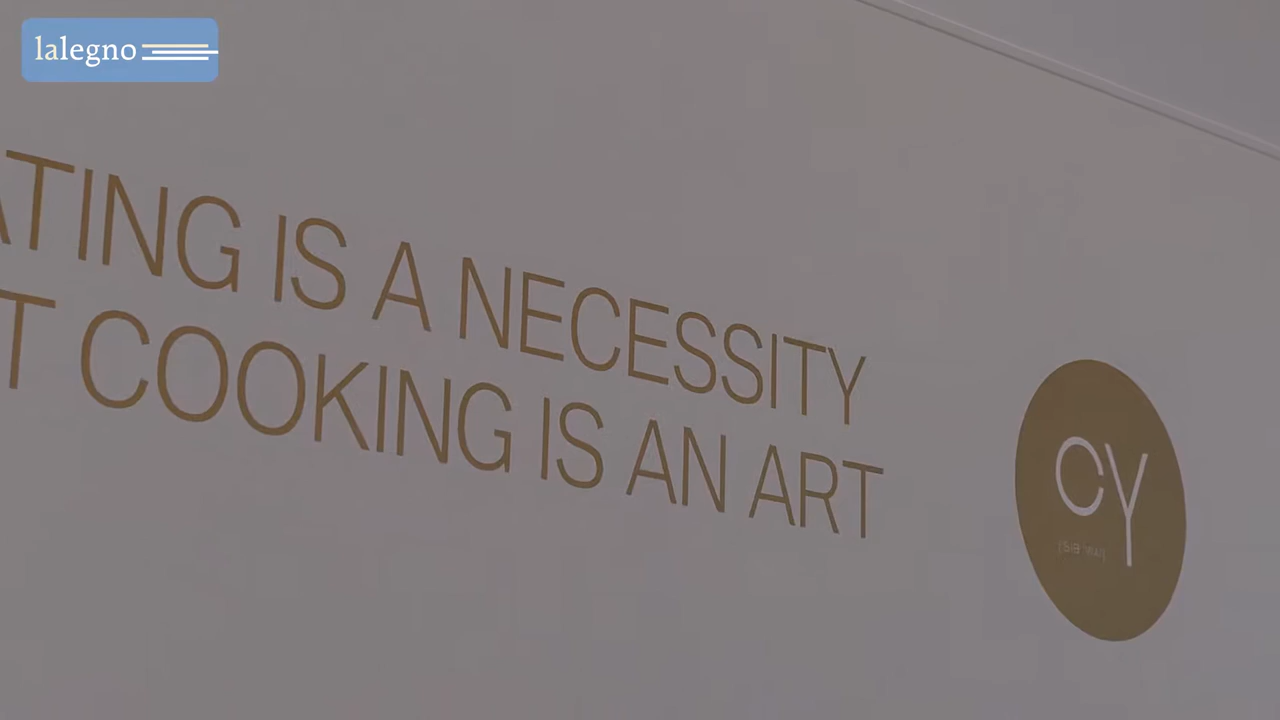 lalegno
ATING IS A NECESSITY
T COOKING IS AN ART
CY